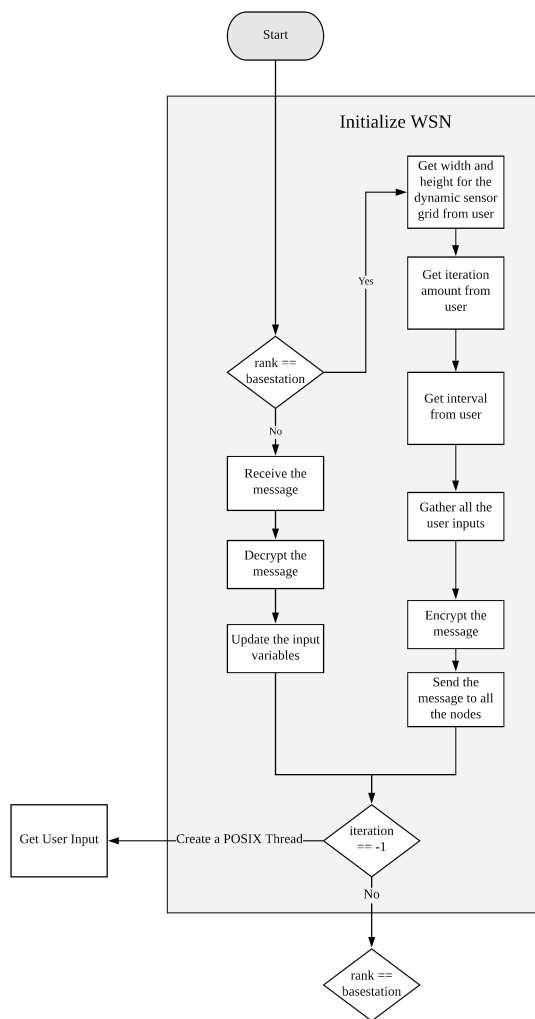 Start
Initialize WSN
Get width and
height for the
dynamic sensor
grid from user
Yes
Get iteration
amount from
user
rank ==
basestation
Get interval
from user
No
Receive the
message
Gather all the
user inputs
Decrypt the
message
Encrypt the
message
Update the input
variables
Send the
message to all
the nodes
iteration
== -1
Create a POSIX Thread
Get User Input
No
rank ==
basestation